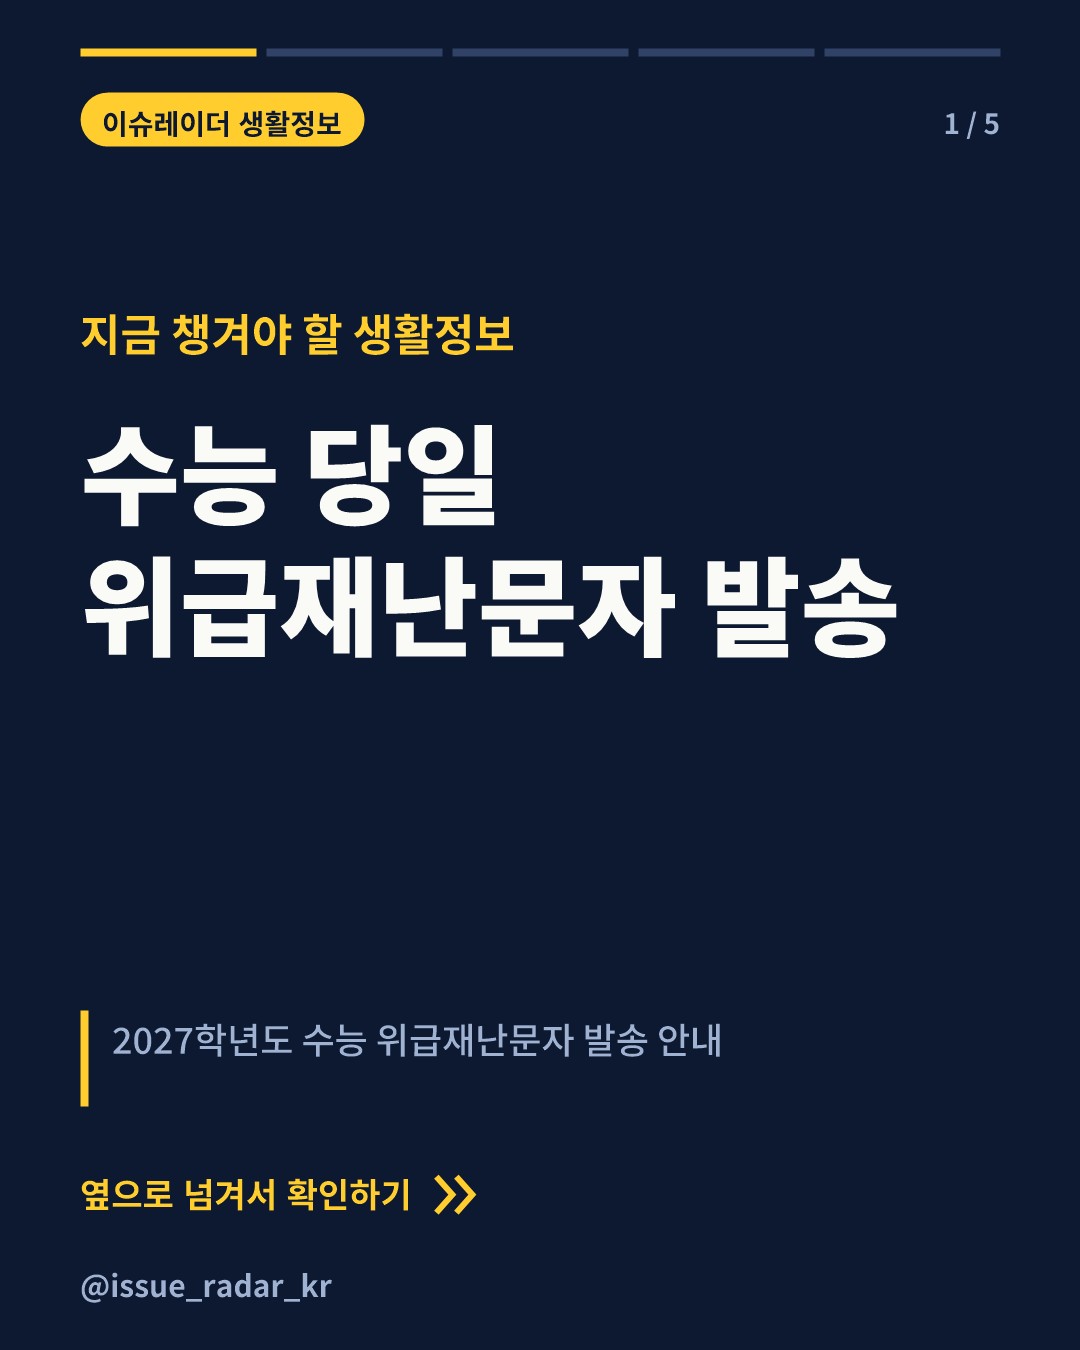 이슈레이더 생활정보
1 / 5
지금 챙겨야 할 생활정보
수능 당일
위급재난문자 발송
2027학년도 수능 위급재난문자 발송 안내
옆으로 넘겨서 확인하기
@issue_radar_kr